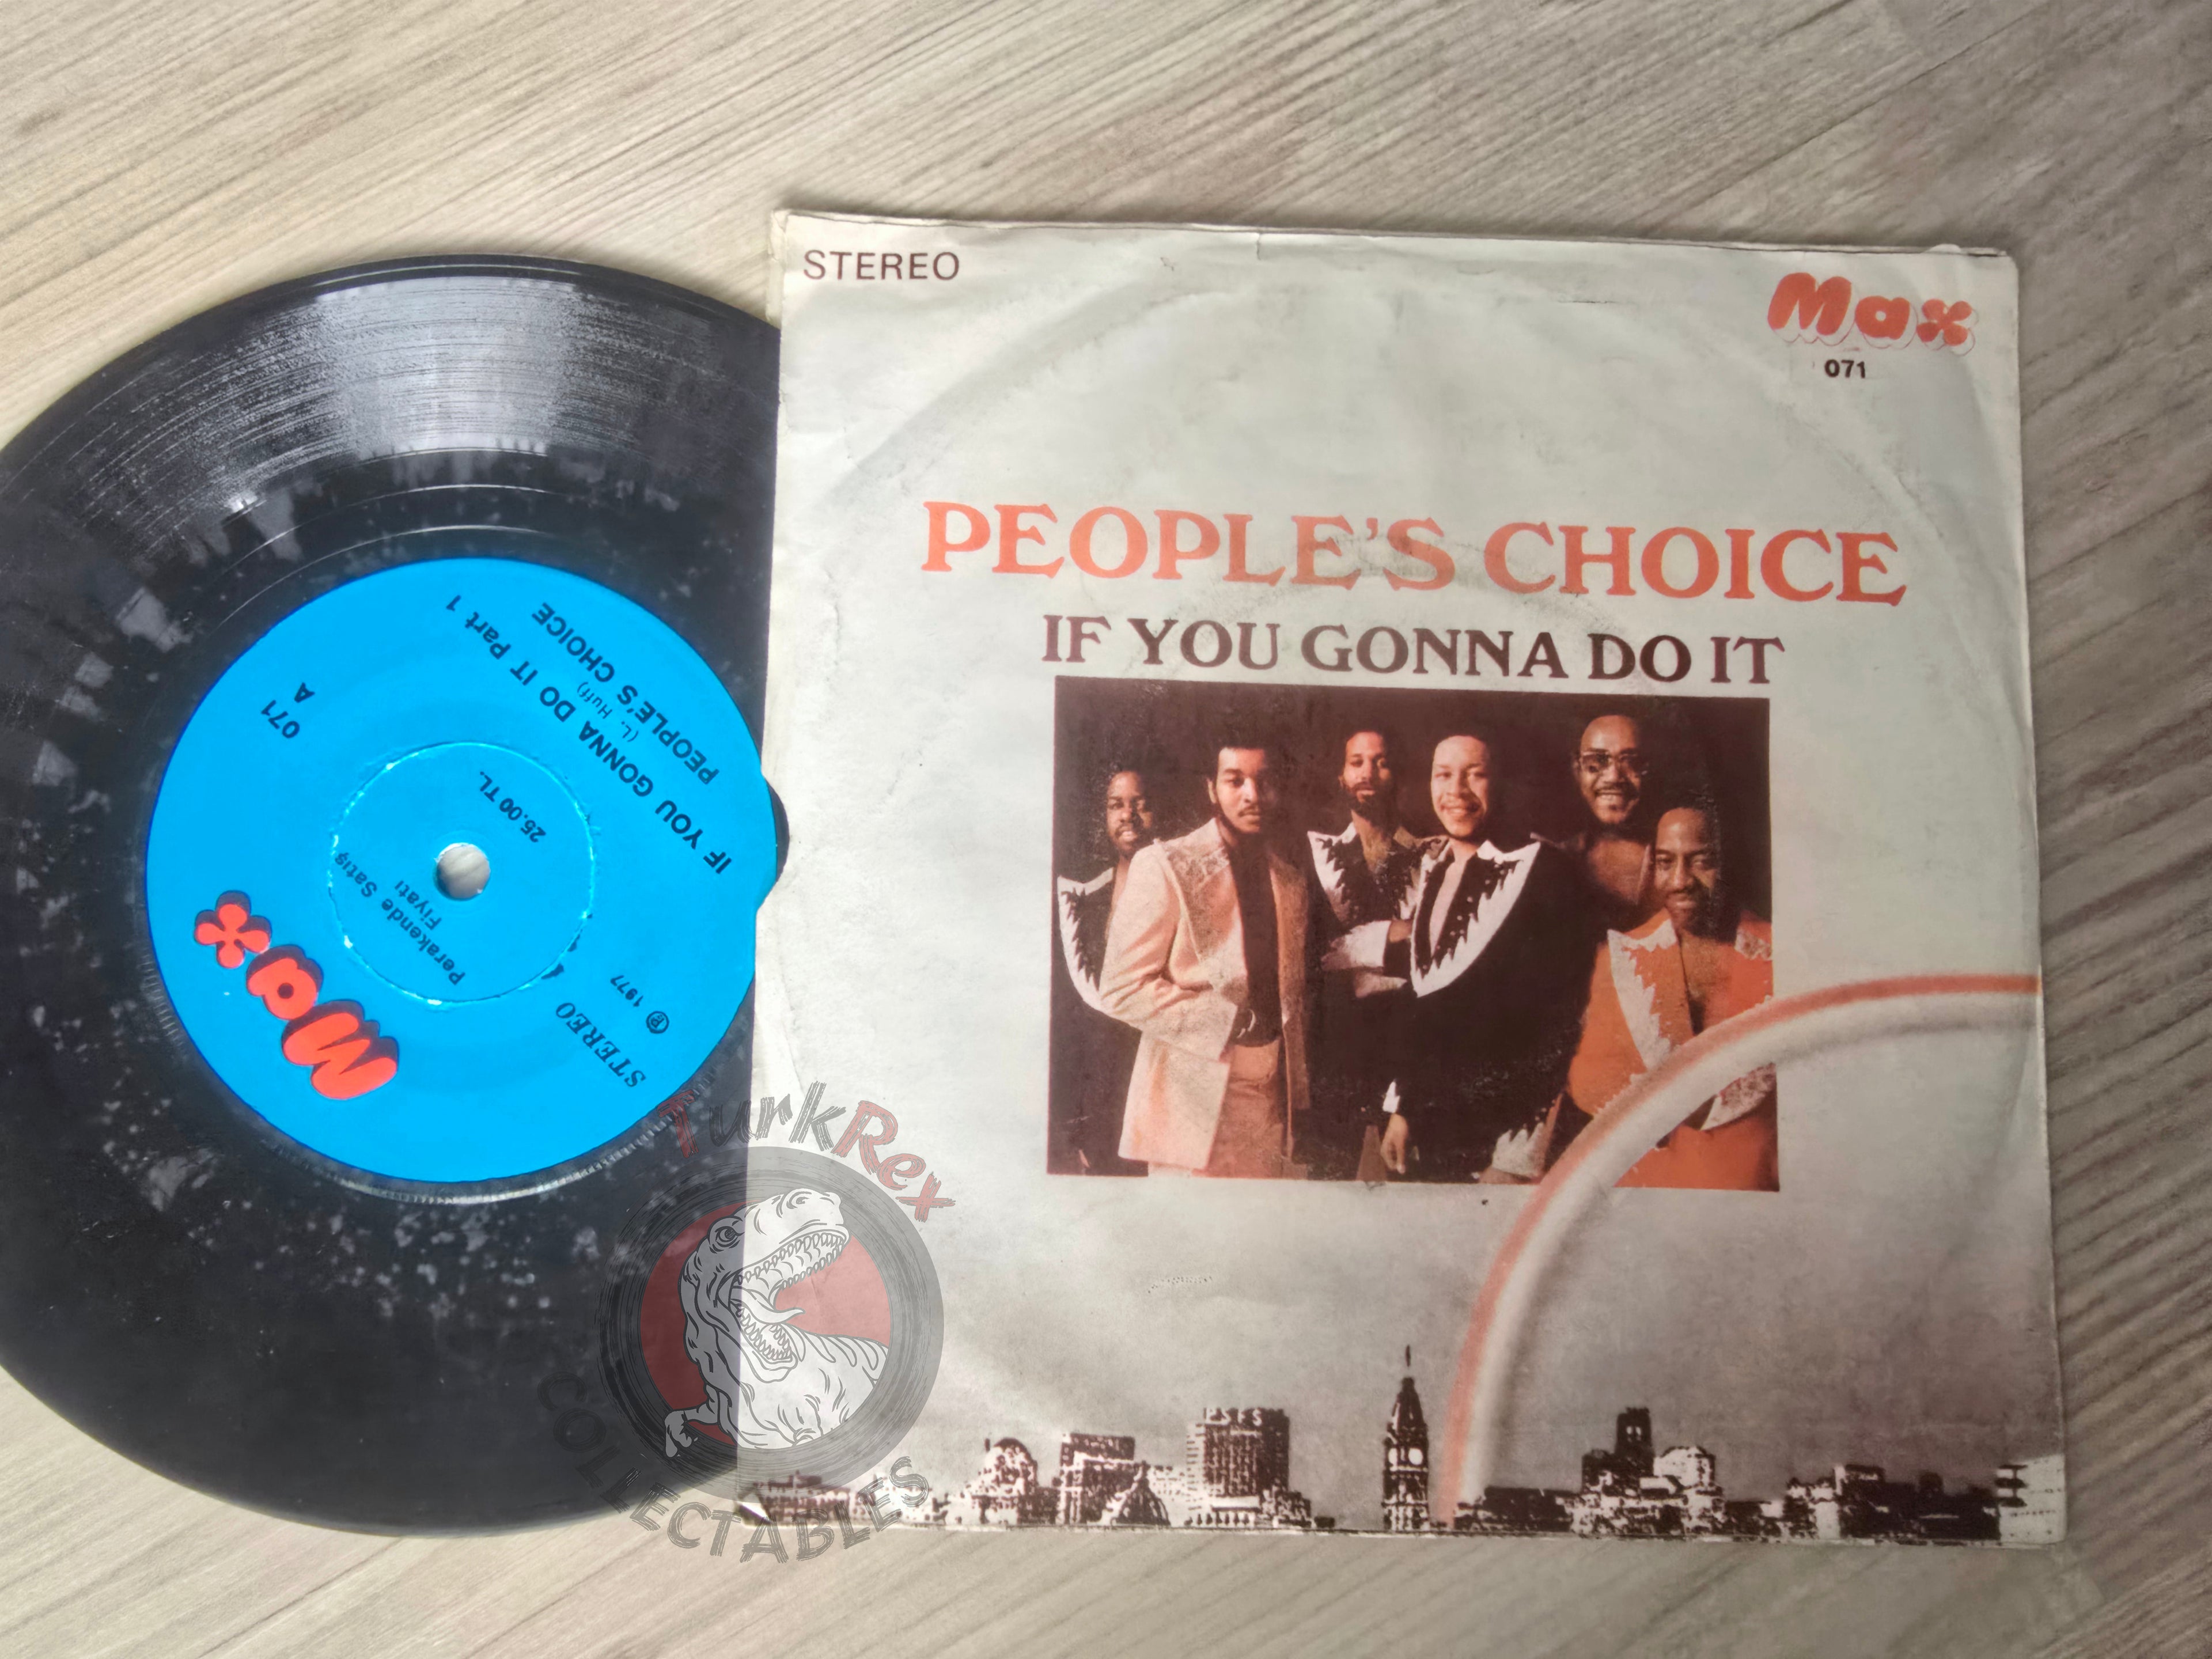 STEREO
Max
071
PEOPLE'S CHOICE
IF YOU GONNA DO IT
PSFS
Max
STEREO
℗ 1977
Perakende Satış
Fiyatı
25.00 TL.
071
A
IF YOU GONNA DO IT Part 1
(L. Huff)
PEOPLE'S CHOICE
TurkRex
COLLECTABLES